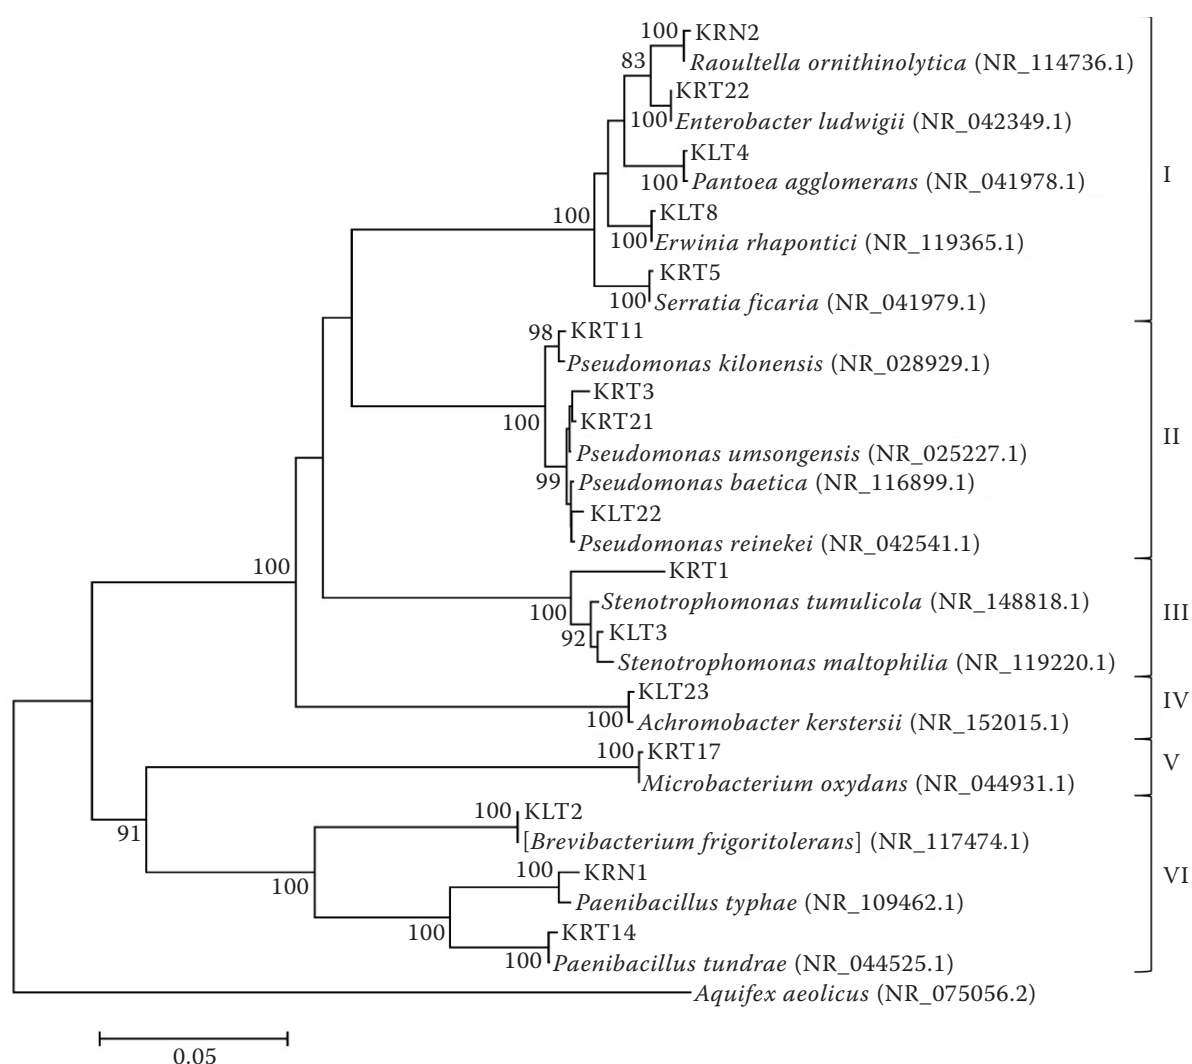 100 KRN2
Raoultella ornithinolytica (NR_114736.1)
83
KRT22
100 Enterobacter ludwigii (NR_042349.1)
KLT4
100 Pantoea agglomerans (NR_041978.1)
I
KLT8
100
100 Erwinia rhapontici (NR_119365.1)
KRT5
100 Serratia ficaria (NR_041979.1)
98 KRT11
Pseudomonas kilonensis (NR_028929.1)
KRT3
100 KRT21
II
Pseudomonas umsongensis (NR_025227.1)
99 Pseudomonas baetica (NR_116899.1)
KLT22
Pseudomonas reinekei (NR_042541.1)
100
KRT1
100 Stenotrophomonas tumulicola (NR_148818.1)
III
92 KLT3
Stenotrophomonas maltophilia (NR_119220.1)
KLT23
IV
100 Achromobacter kerstersii (NR_152015.1)
100 KRT17
V
Microbacterium oxydans (NR_044931.1)
100 KLT2
91
[Brevibacterium frigoritolerans] (NR_117474.1)
100 KRN1
VI
100
Paenibacillus typhae (NR_109462.1)
100 KRT14
100 Paenibacillus tundrae (NR_044525.1)
Aquifex aeolicus (NR_075056.2)
0.05